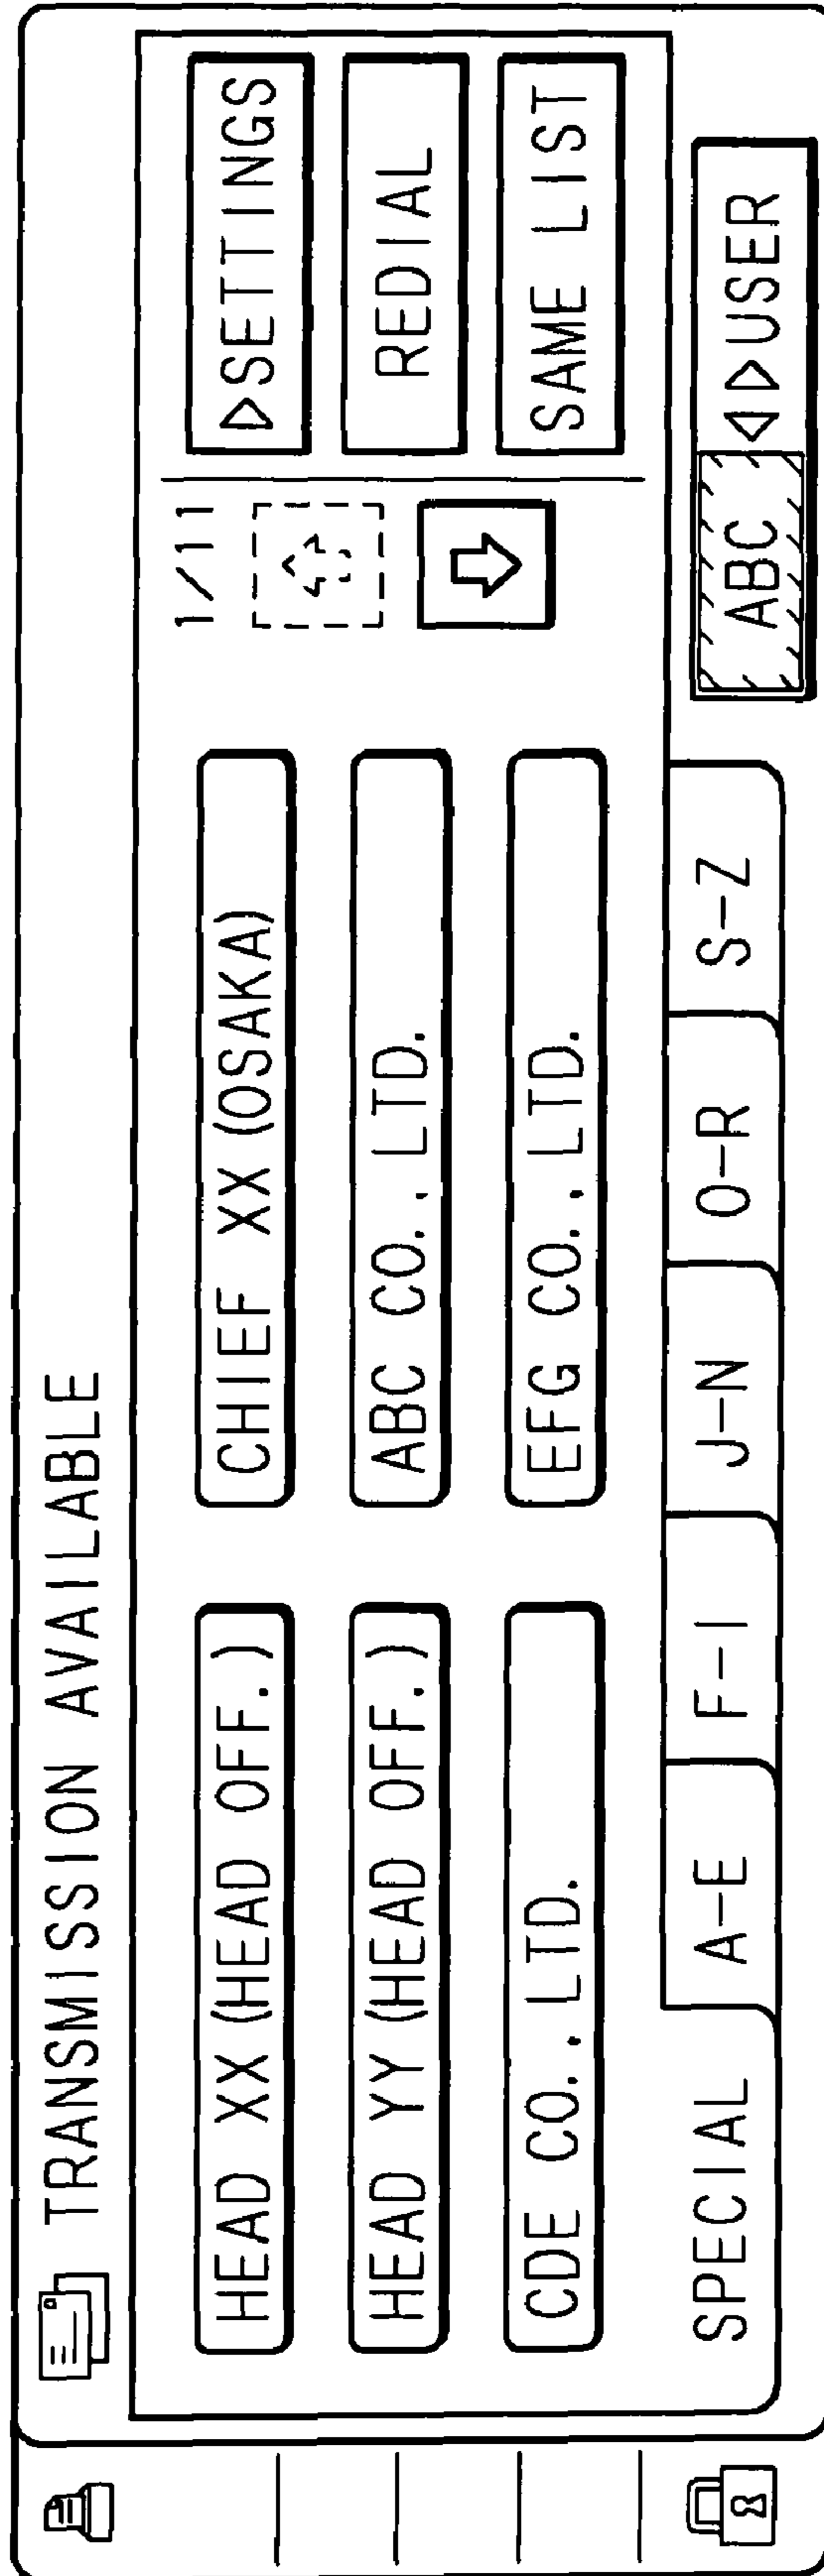 TRANSMISSION AVAILABLE
HEAD XX (HEAD OFF.)
CHIEF XX (OSAKA)
1/11
▷SETTINGS
HEAD YY (HEAD OFF.)
ABC CO., LTD.
REDIAL
CDE CO., LTD.
EFG CO., LTD.
SAME LIST
SPECIAL
A-E
F-I
J-N
O-R
S-Z
ABC ◁▷USER